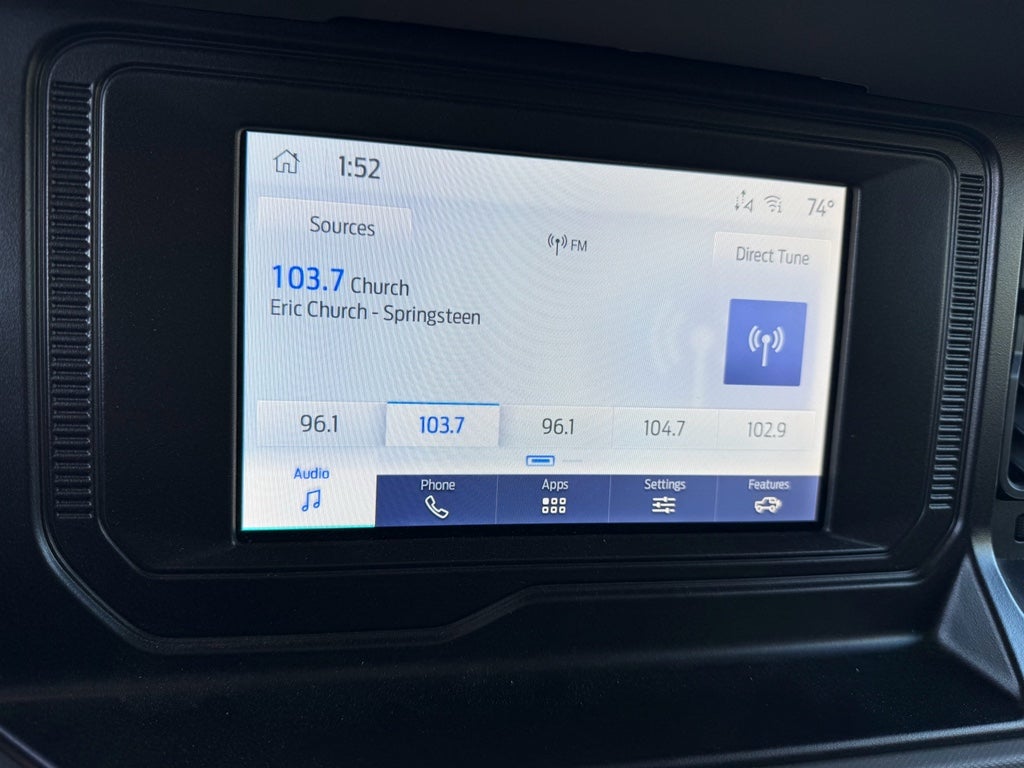 1:52
74°
Sources
FM
Direct Tune
103.7 Church
Eric Church - Springsteen
96.1
103.7
96.1
104.7
102.9
Audio
Phone
Apps
Settings
Features